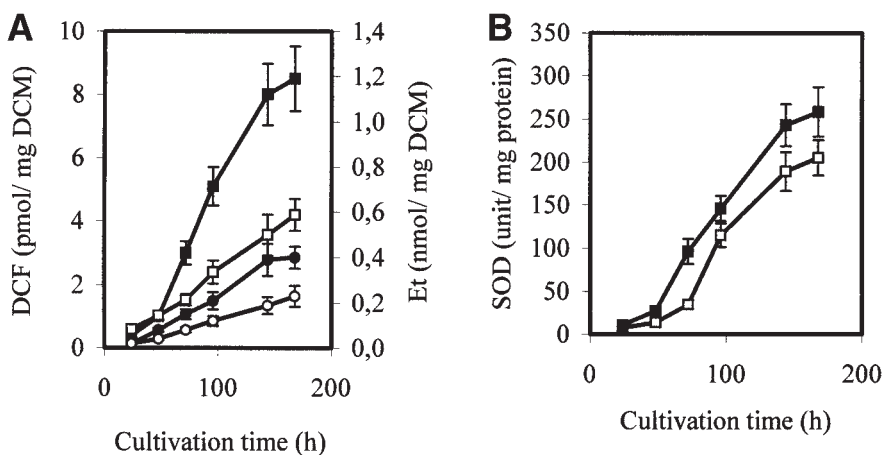 A
DCF (pmol/ mg DCM)
10
8
6
4
2
0
1,4
1,2
1,0
0,8
0,6
0,4
0,2
0,0
Et (nmol/ mg DCM)
0 100 200
Cultivation time (h)
B
SOD (unit/ mg protein)
350
300
250
200
150
100
50
0
0 100 200
Cultivation time (h)